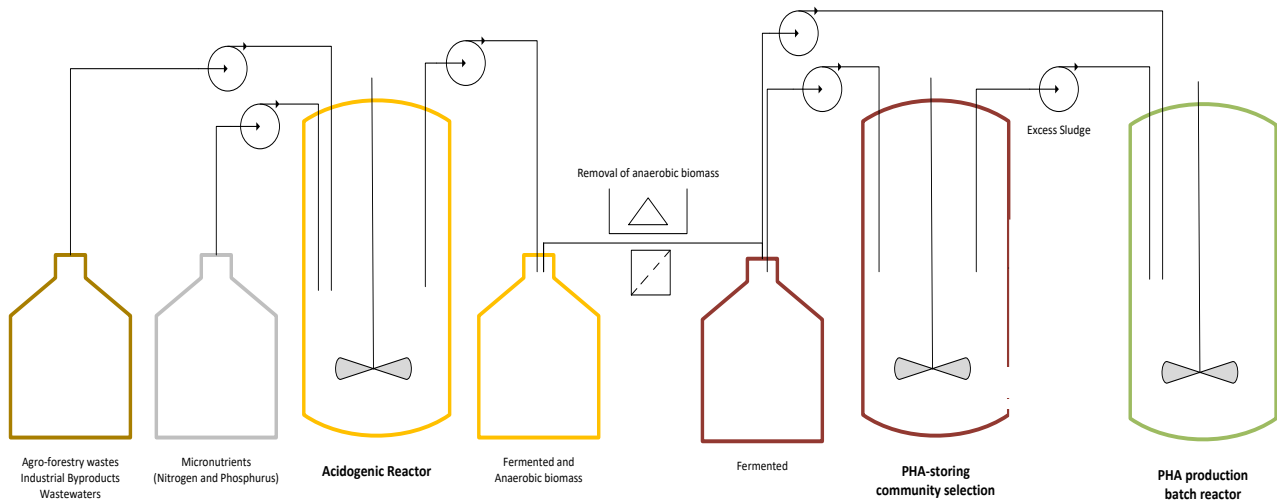 Removal of anaerobic biomass
Excess Sludge
Agro-forestry wastes
Industrial Byproducts
Wastewaters
Micronutrients
(Nitrogen and Phosphurus)
Acidogenic Reactor
Fermented and
Anaerobic biomass
Fermented
PHA-storing
community selection
PHA production
batch reactor